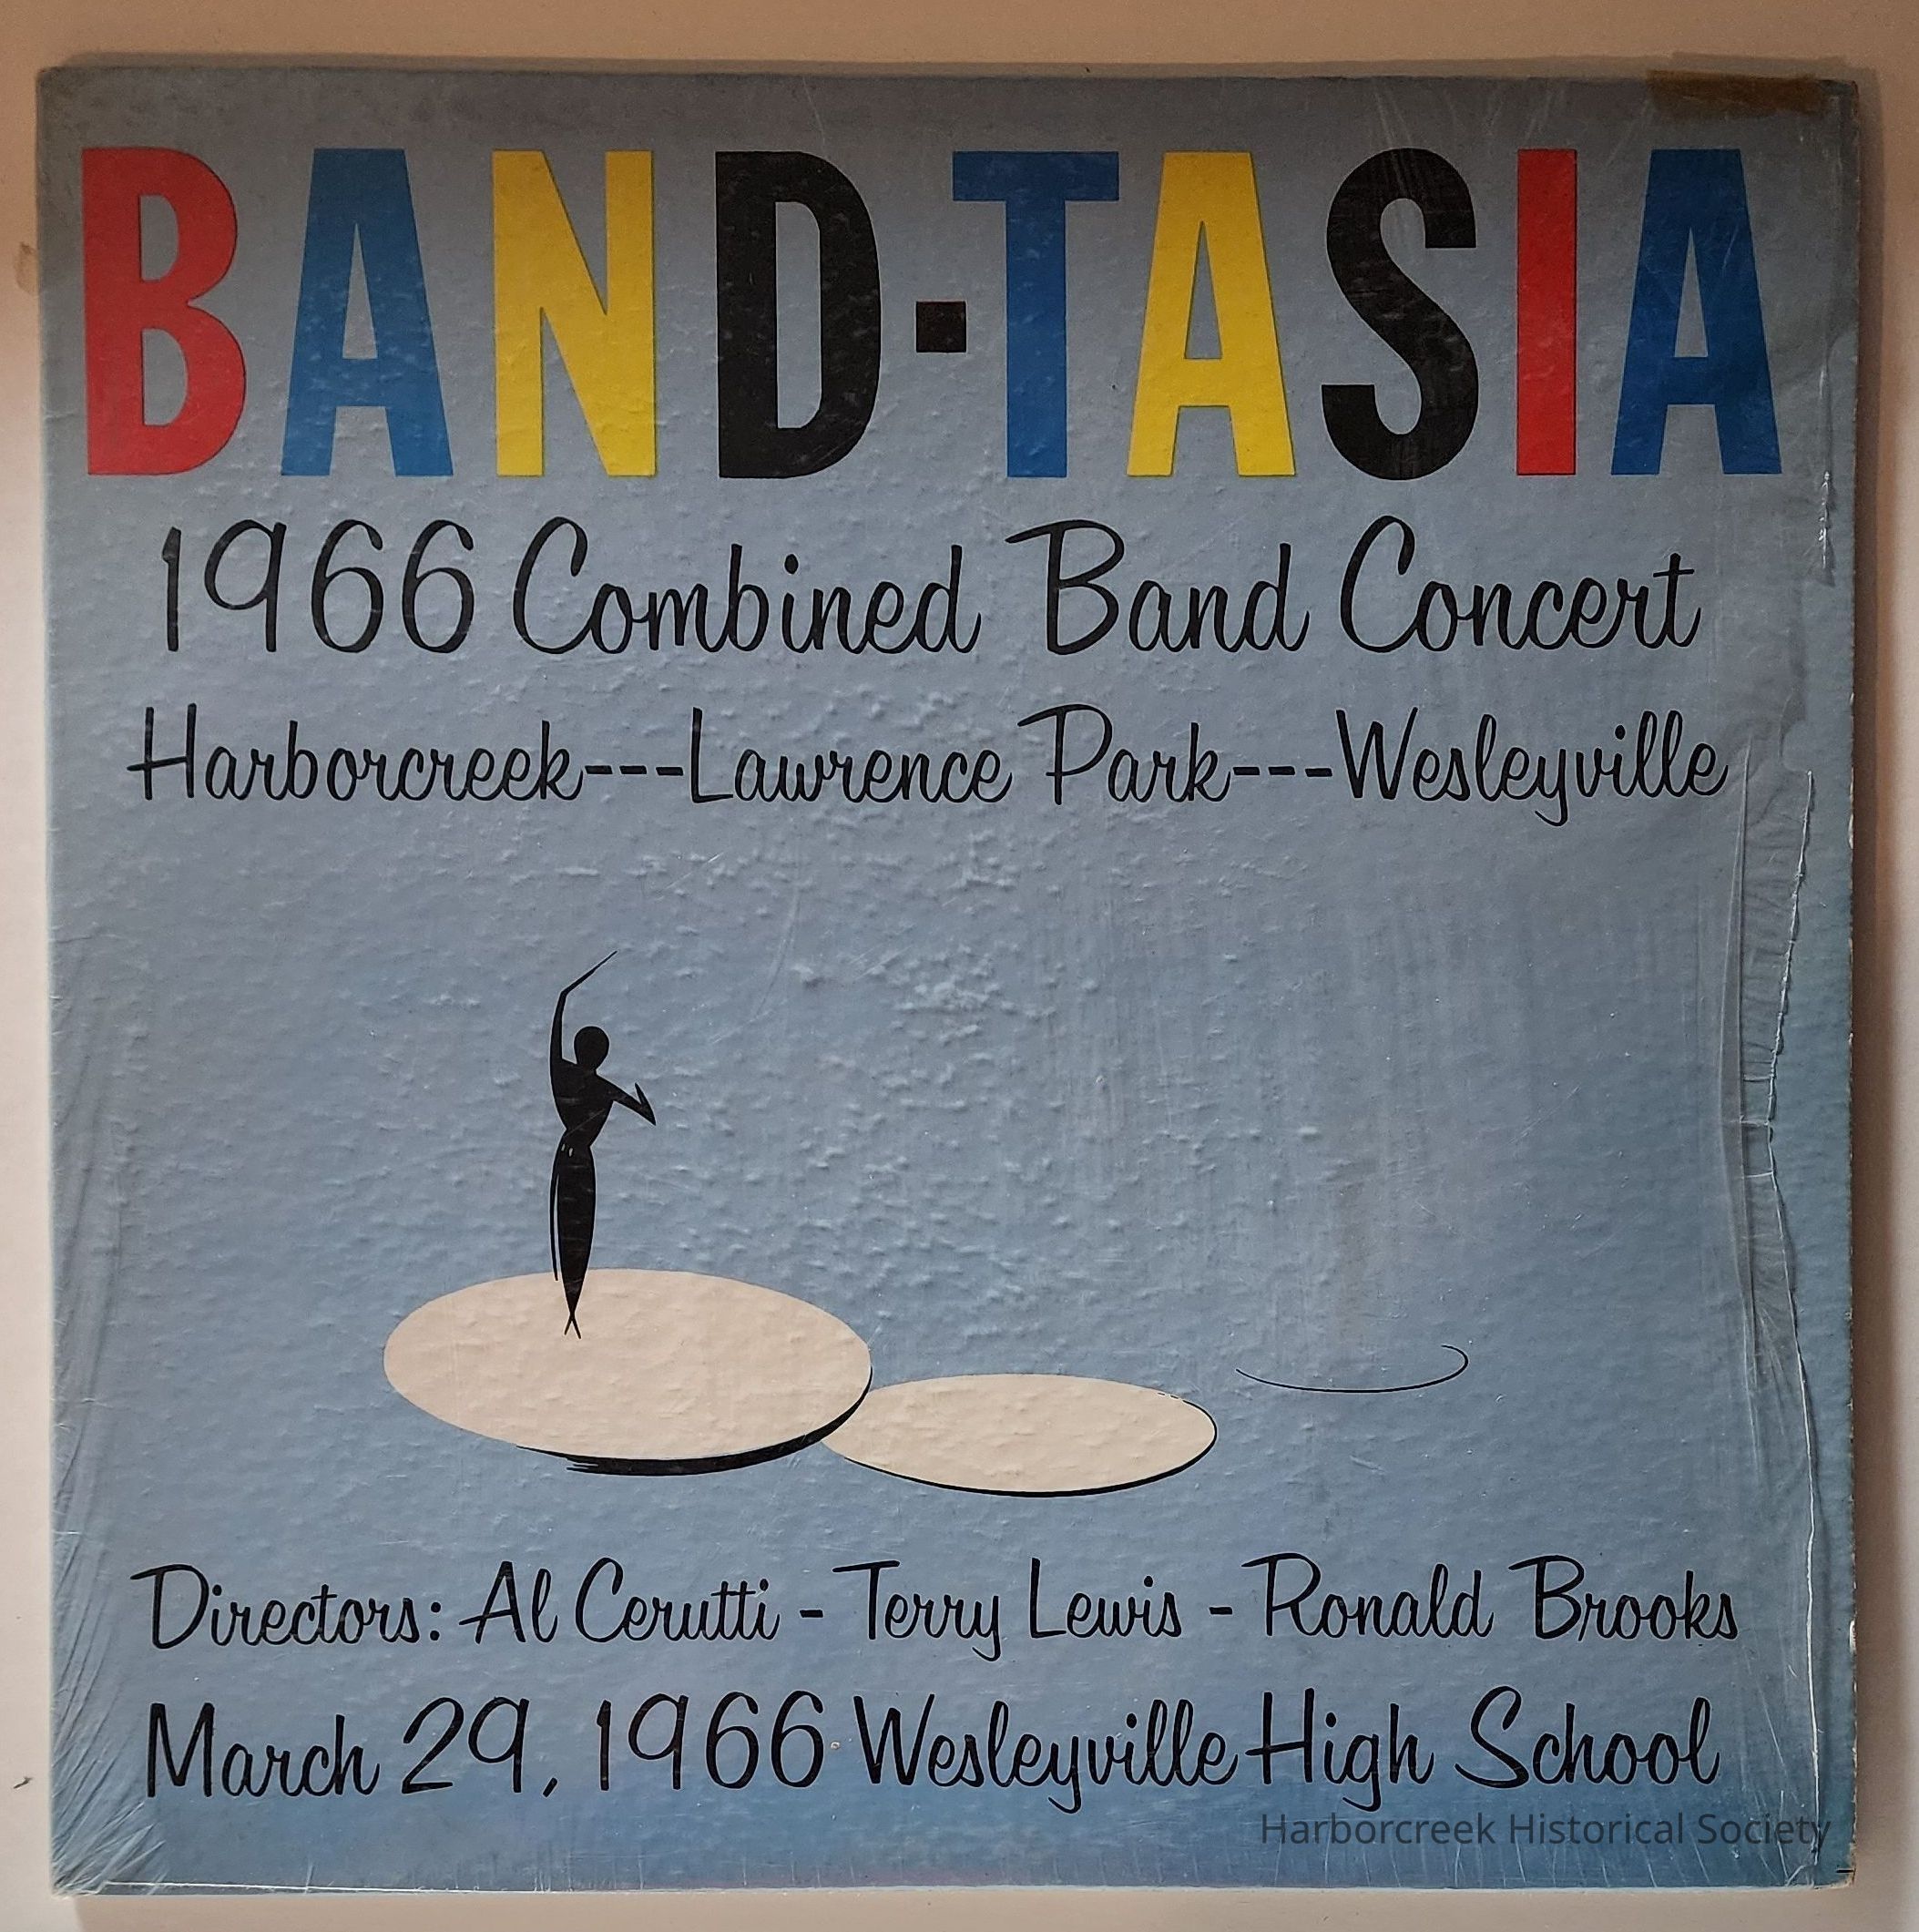 BAND·TASIA
1966 Combined Band Concert
Harborcreek---Lawrence Park---Wesleyville
Directors: Al Cerutti - Terry Lewis - Ronald Brooks
March 29, 1966 Wesleyville High School
Harborcreek Historical Society